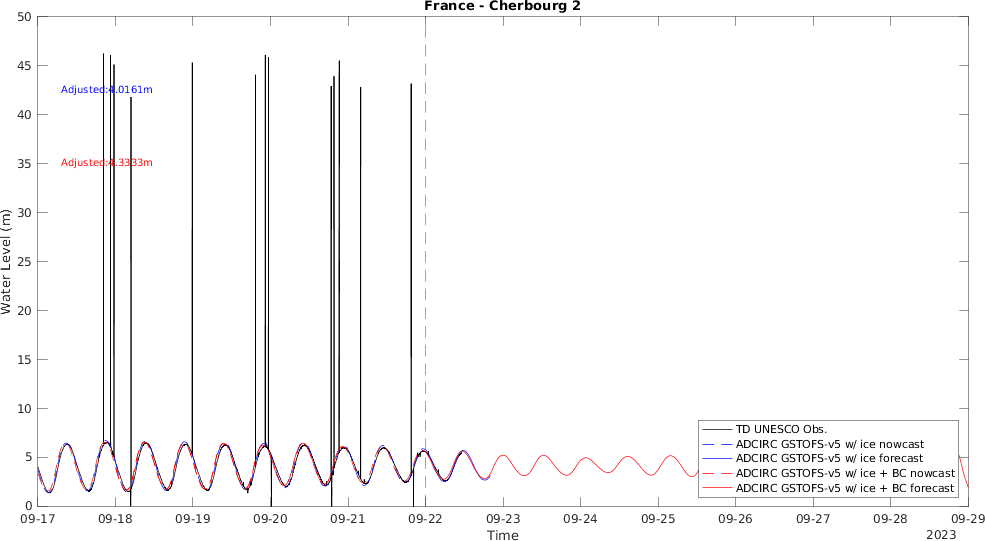 France - Cherbourg 2
50
45
40
35
30
25
20
15
10
5
0
Water Level (m)
Adjusted:4.0161m
Adjusted:4.3333m
TD UNESCO Obs.
ADCIRC GSTOFS-v5 w/ ice nowcast
ADCIRC GSTOFS-v5 w/ ice forecast
ADCIRC GSTOFS-v5 w/ ice + BC nowcast
ADCIRC GSTOFS-v5 w/ ice + BC forecast
09-17 09-18 09-19 09-20 09-21 09-22 09-23 09-24 09-25 09-26 09-27 09-28 09-29
Time
2023